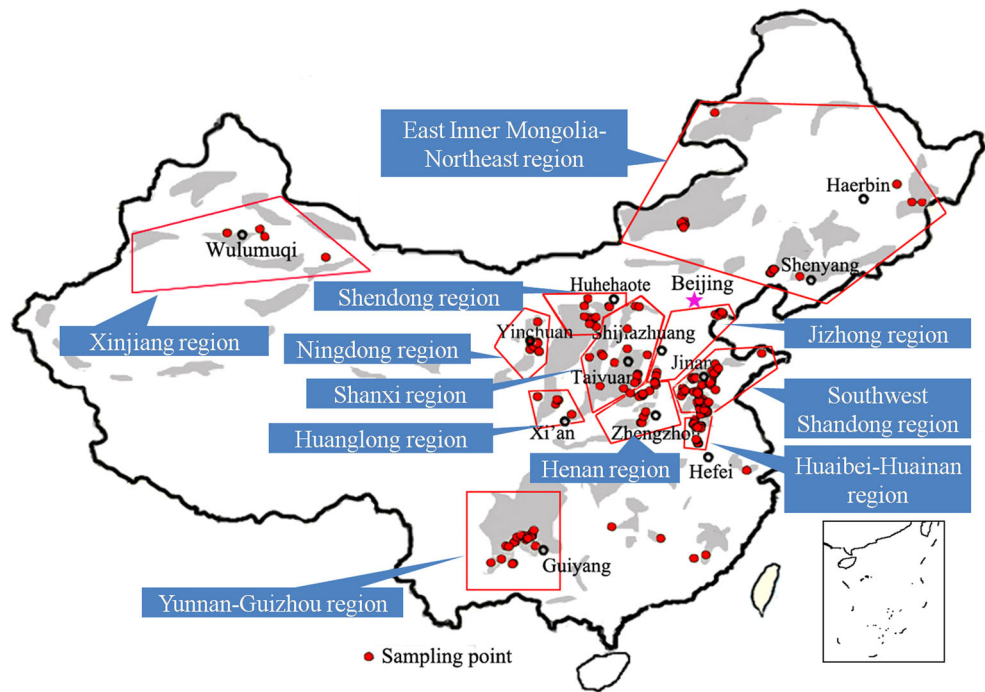 East Inner Mongolia-
Northeast region
Haerbin
Wulumuqi
Shenyang
Beijing
Huhehaote
Shendong region
Xinjiang region
Yinchuan
Shijiazhuang
Jizhong region
Ningdong region
Jinan
Taiyuan
Shanxi region
Southwest
Shandong region
Huanglong region
Xi’an
Zhengzhou
Henan region
Hefei
Huaibei-Huainan
region
Guiyang
Yunnan-Guizhou region
Sampling point